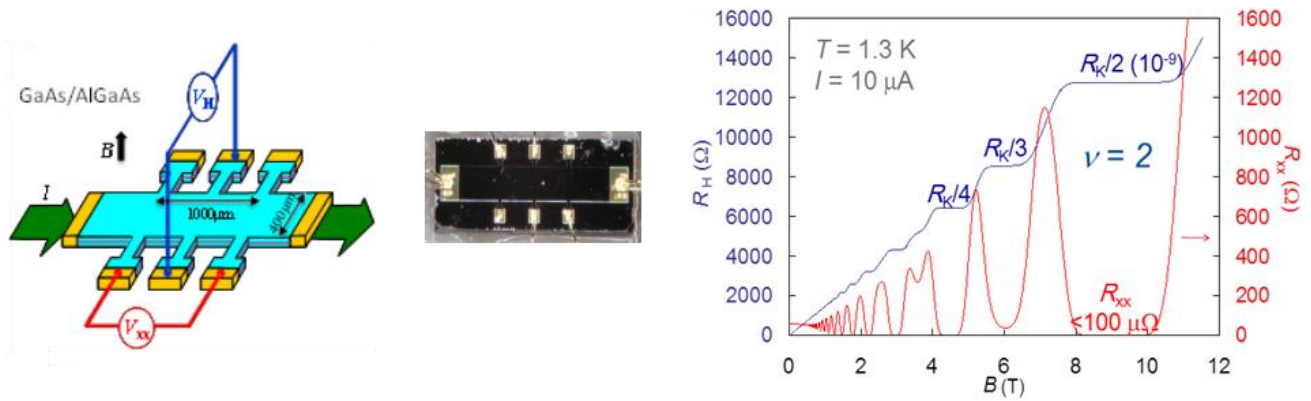 GaAs/AlGaAs
V_H
B
I
1000μm
400μm
V_xx
16000
14000
12000
10000
8000
6000
4000
2000
0
R_H (Ω)
T = 1.3 K
I = 10 μA
R_K/2 (10⁻⁹)
R_K/3
R_K/4
ν = 2
R_xx
≤100 μΩ
1600
1400
1200
1000
800
600
400
200
0
R_xx (Ω)
0 2 4 6 8 10 12
B (T)